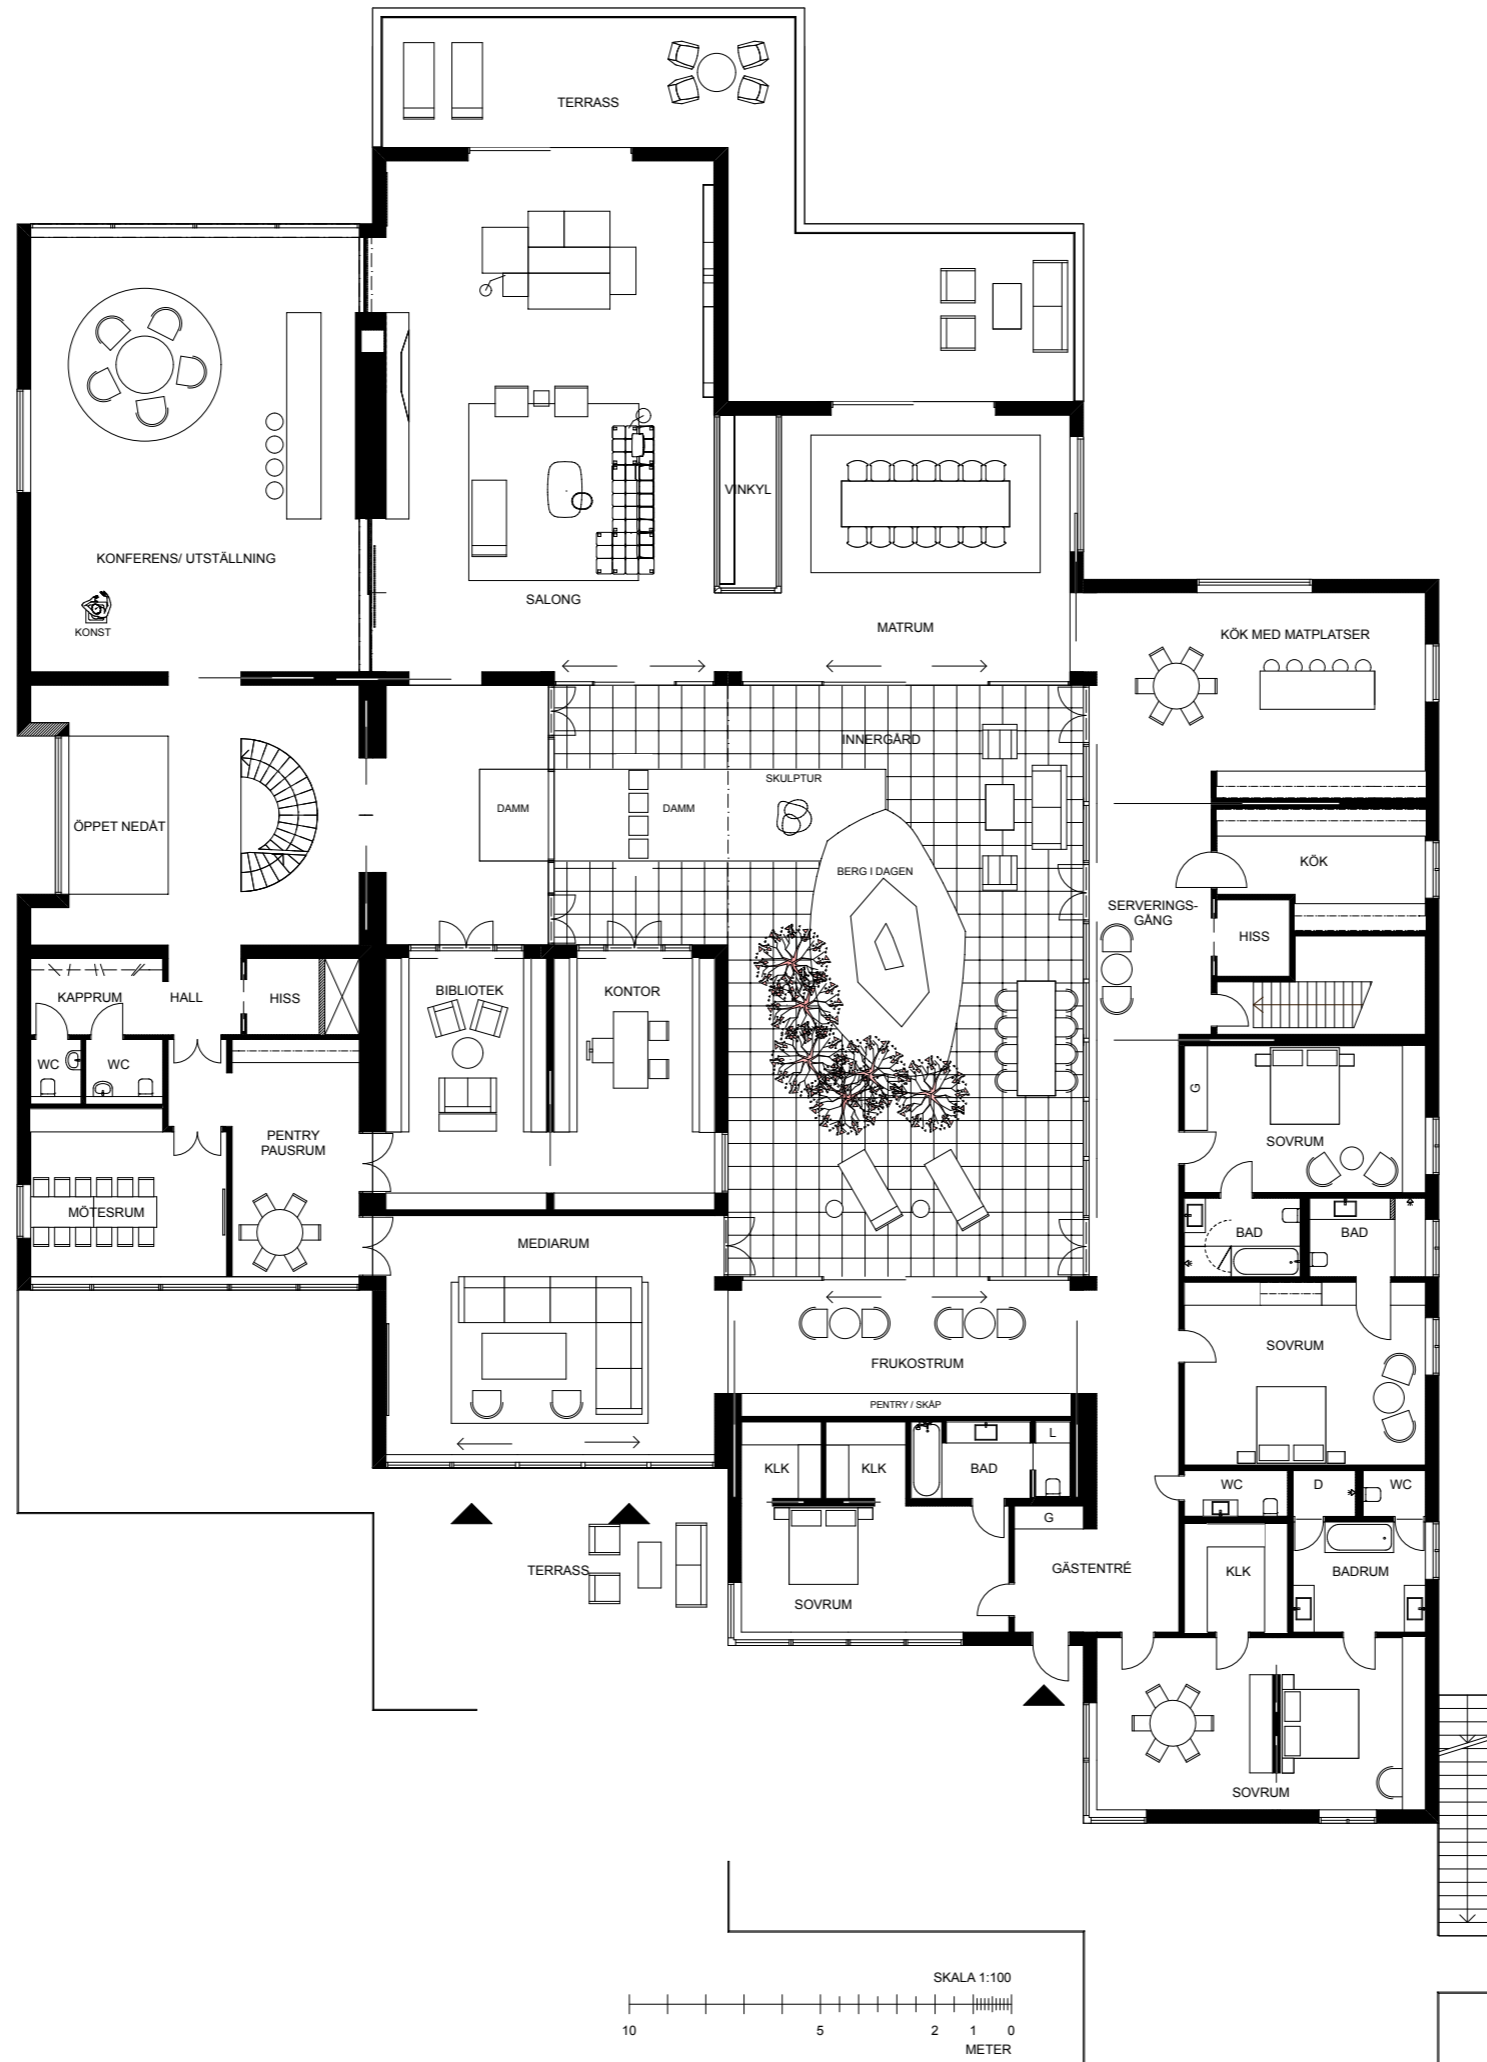 TERRASS
VINKYL
KONFERENS/ UTSTÄLLNING
KONST
SALONG
MATRUM
KÖK MED MATPLATSER
INNERGÅRD
SKULPTUR
DAMM
DAMM
ÖPPET NEDÅT
BERG I DAGEN
KÖK
SERVERINGS-
GÅNG
HISS
KAPPRUM
HALL
HISS
BIBLIOTEK
KONTOR
WC
WC
G
PENTRY
PAUSRUM
SOVRUM
MÖTESRUM
MEDIARUM
BAD
BAD
SOVRUM
FRUKOSTRUM
PENTRY / SKÅP
KLK
KLK
BAD
L
WC
D
WC
G
TERRASS
SOVRUM
GÄSTENTRÉ
KLK
BADRUM
SOVRUM
SKALA 1:100
10 5 2 1 0
METER